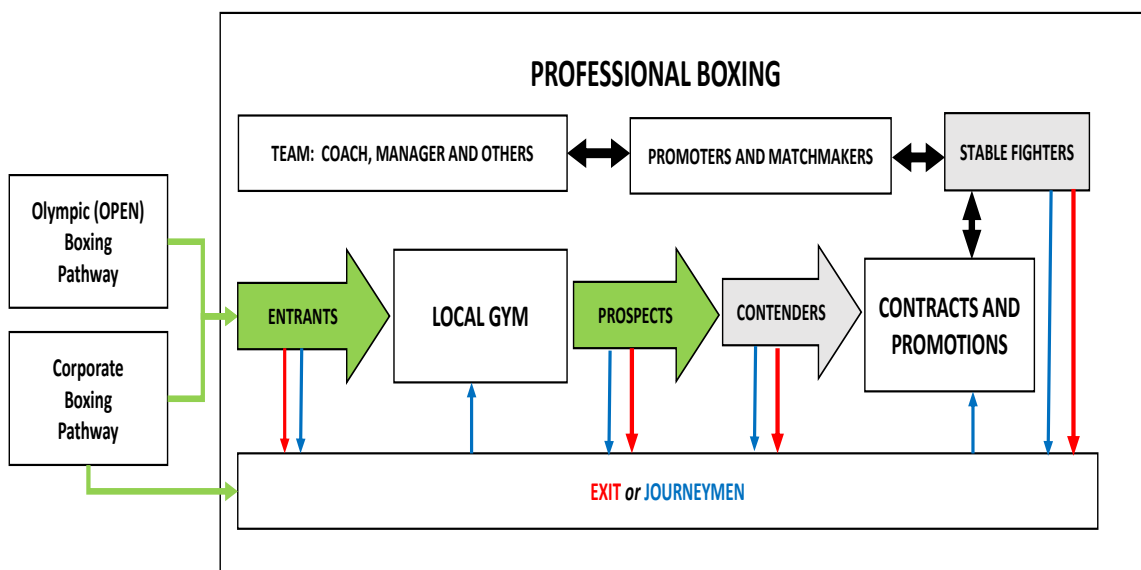 PROFESSIONAL BOXING
TEAM: COACH, MANAGER AND OTHERS
PROMOTERS AND MATCHMAKERS
STABLE FIGHTERS
Olympic (OPEN)
Boxing
Pathway
Corporate
Boxing
Pathway
ENTRANTS
LOCAL GYM
PROSPECTS
CONTENDERS
CONTRACTS AND
PROMOTIONS
EXIT or JOURNEYMEN